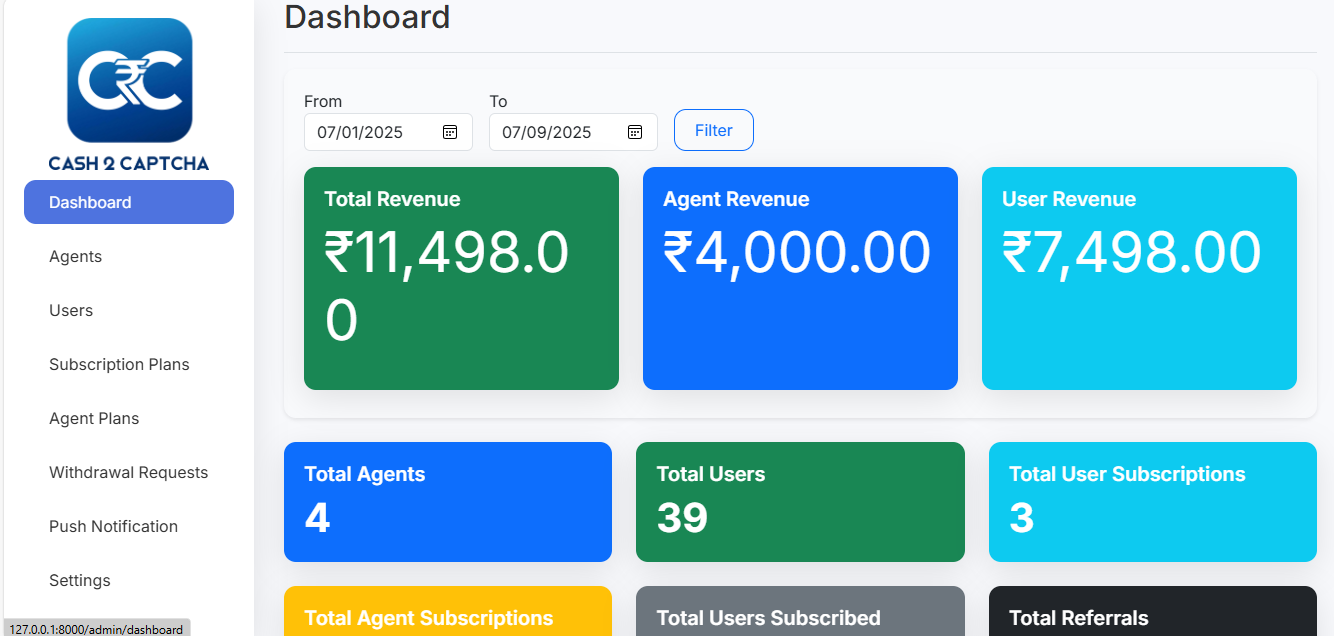 CRC
CASH 2 CAPTCHA
Dashboard
Agents
Users
Subscription Plans
Agent Plans
Withdrawal Requests
Push Notification
Settings
127.0.0.1:8000/admin/dashboard
Dashboard
From To
07/01/2025 07/09/2025 Filter
Total Revenue
₹11,498.0
0
Agent Revenue
₹4,000.00
User Revenue
₹7,498.00
Total Agents
4
Total Users
39
Total User Subscriptions
3
Total Agent Subscriptions
Total Users Subscribed
Total Referrals